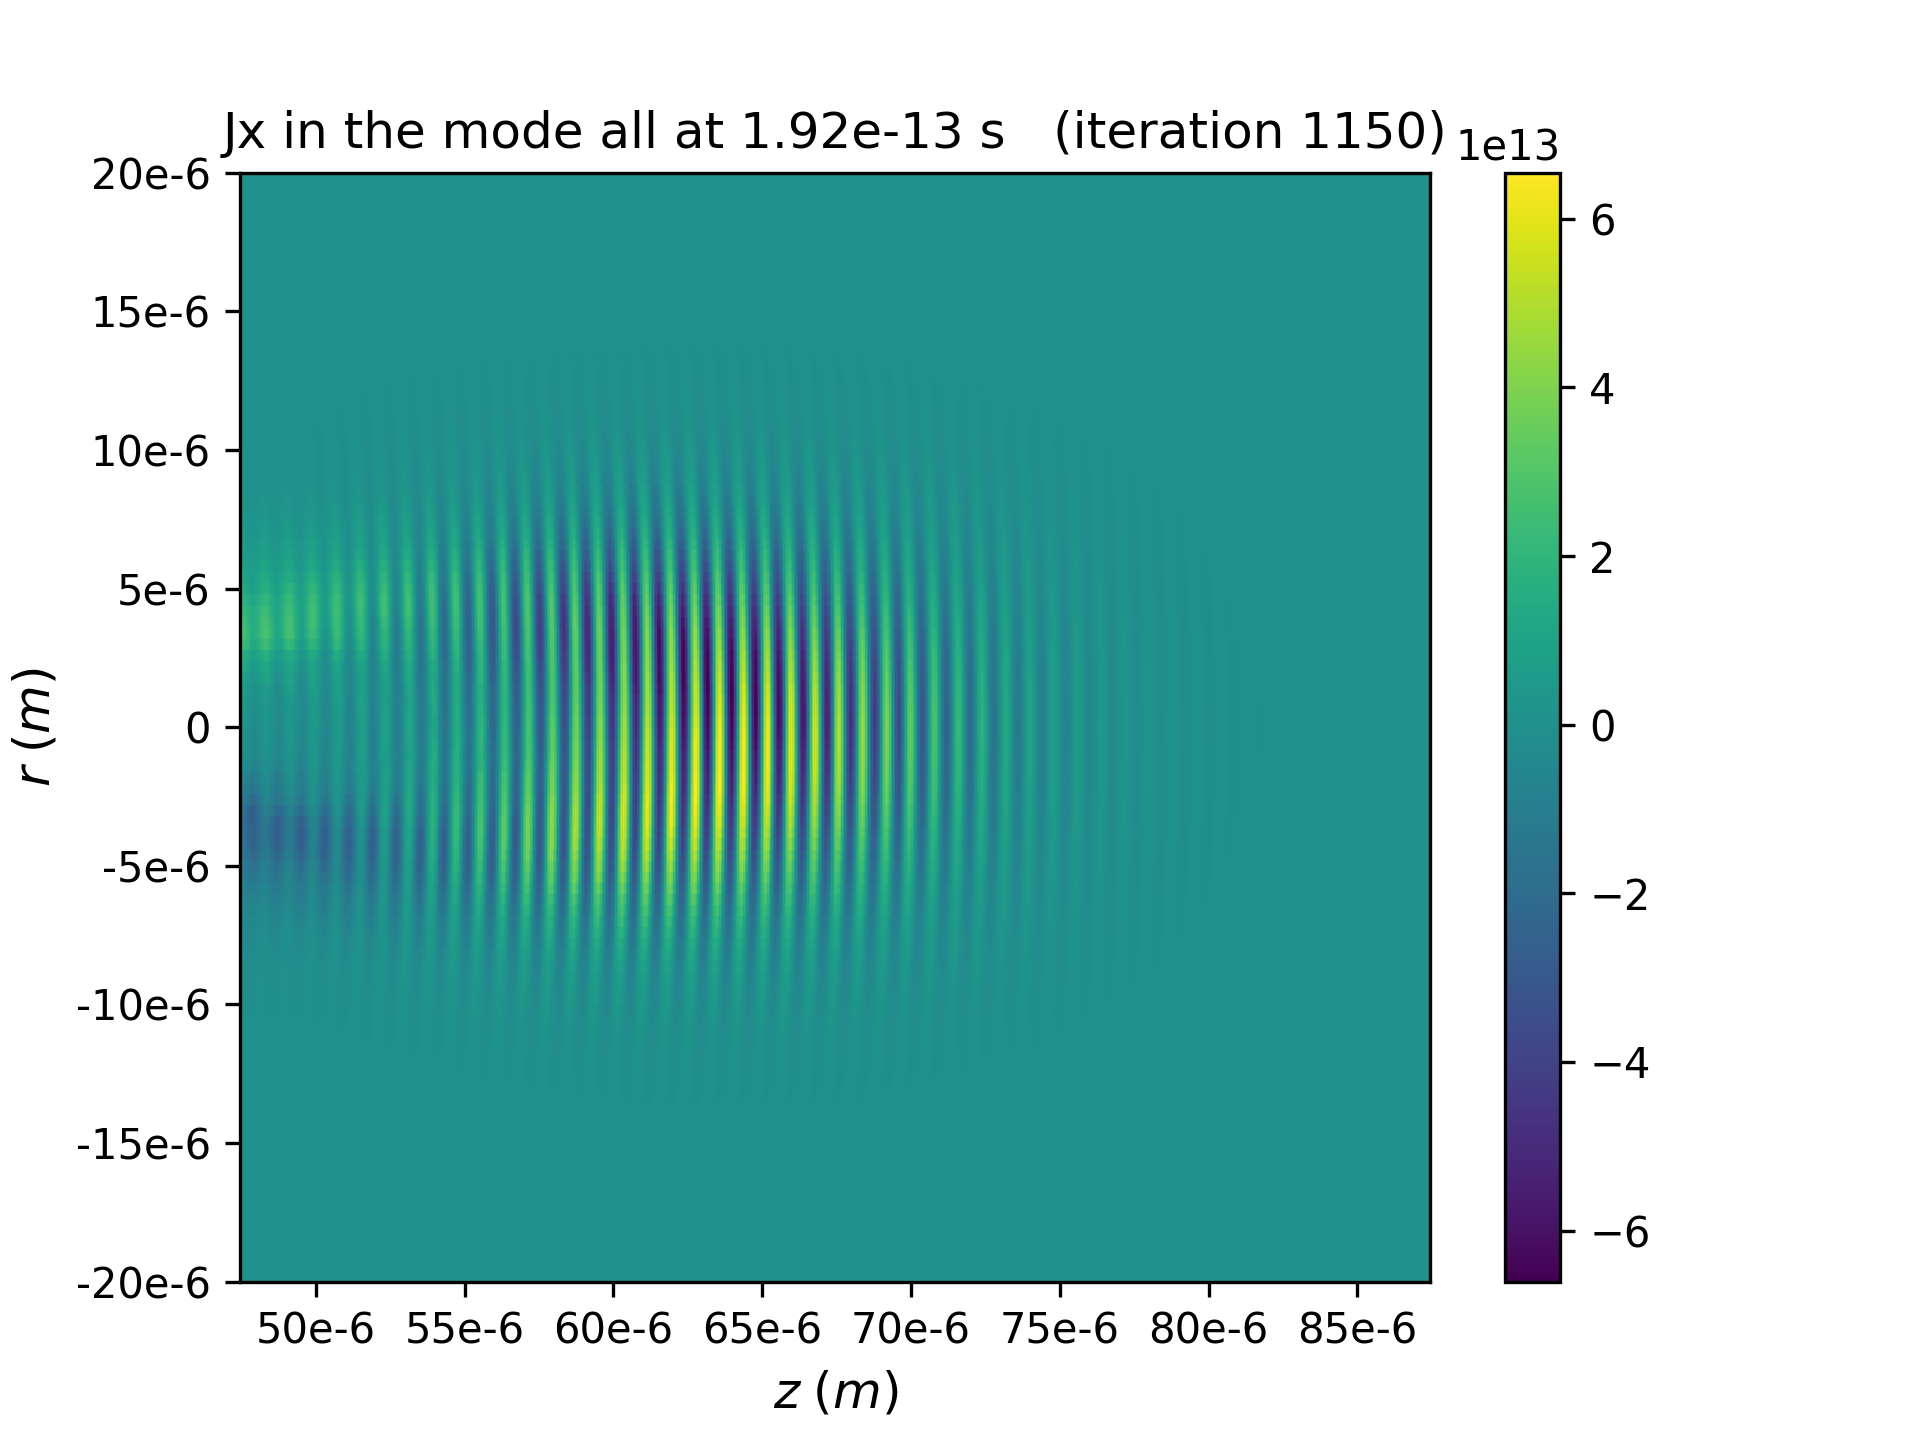 Jx in the mode all at 1.92e-13 s   (iteration 1150)
1e13
20e-6
15e-6
10e-6
5e-6
0
-5e-6
-10e-6
-15e-6
-20e-6
r (m)
50e-6 55e-6 60e-6 65e-6 70e-6 75e-6 80e-6 85e-6
z (m)
6
4
2
0
−2
−4
−6